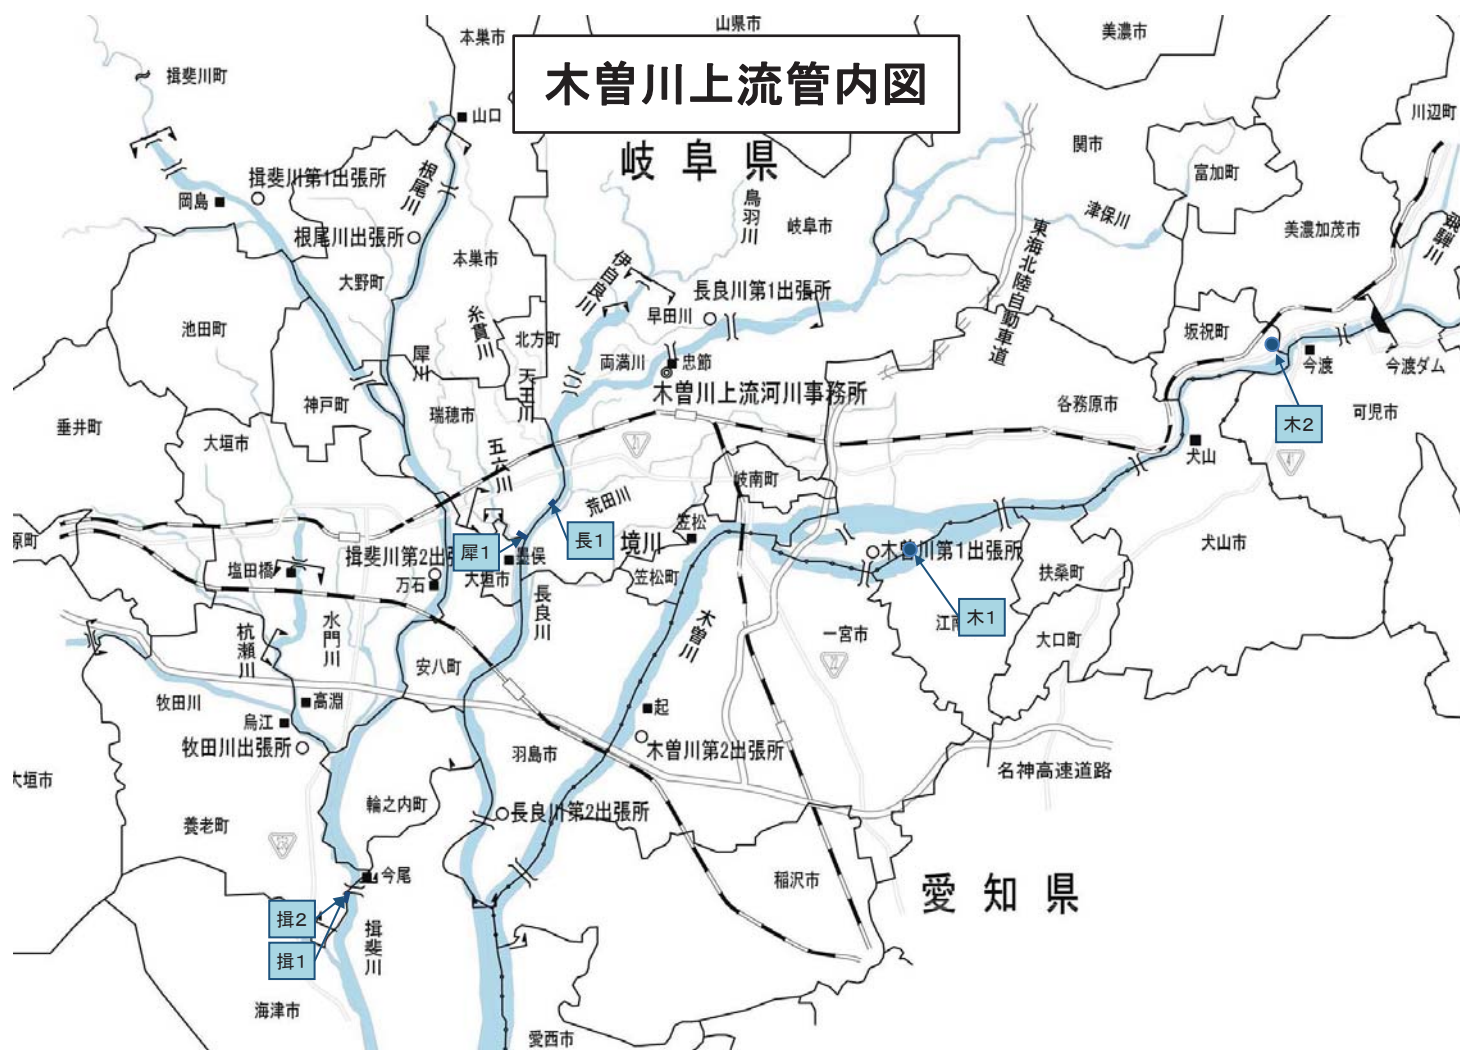 木曽川上流管内図
山県市
本巣市
美濃市
揖斐川町
川辺町
山口
関市
岐阜県
富加町
根尾川
揖斐川第1出張所
岡島
鳥羽川
津保川
岐阜市
美濃加茂市
飛騨川
根尾川出張所
本巣市
東海北陸自動車道
大野町
伊自良川
長良川第1出張所
早田川
糸貫川
池田町
北方町
坂祝町
犀川
両満川
忠節
今渡
今渡ダム
天王川
木曽川上流河川事務所
神戸町
瑞穂市
各務原市
可児市
木2
垂井町
大垣市
五六川
犬山
21
41
岐南町
荒田川
原町
犀1
長1
境川
笠松
揖斐川第2出張
木曽川第1出張所
犬山市
塩田橋
墨俣
万石
大垣市
笠松町
扶桑町
長良川
木1
江南
水門川
杭瀬川
木曽川
一宮市
大口町
安八町
21
牧田川
高淵
烏江
起
牧田川出張所
羽島市
木曽川第2出張所
名神高速道路
大垣市
輪之内町
長良川第2出張所
養老町
今尾
稲沢市
愛知県
揖2
揖1
揖斐川
海津市
愛西市